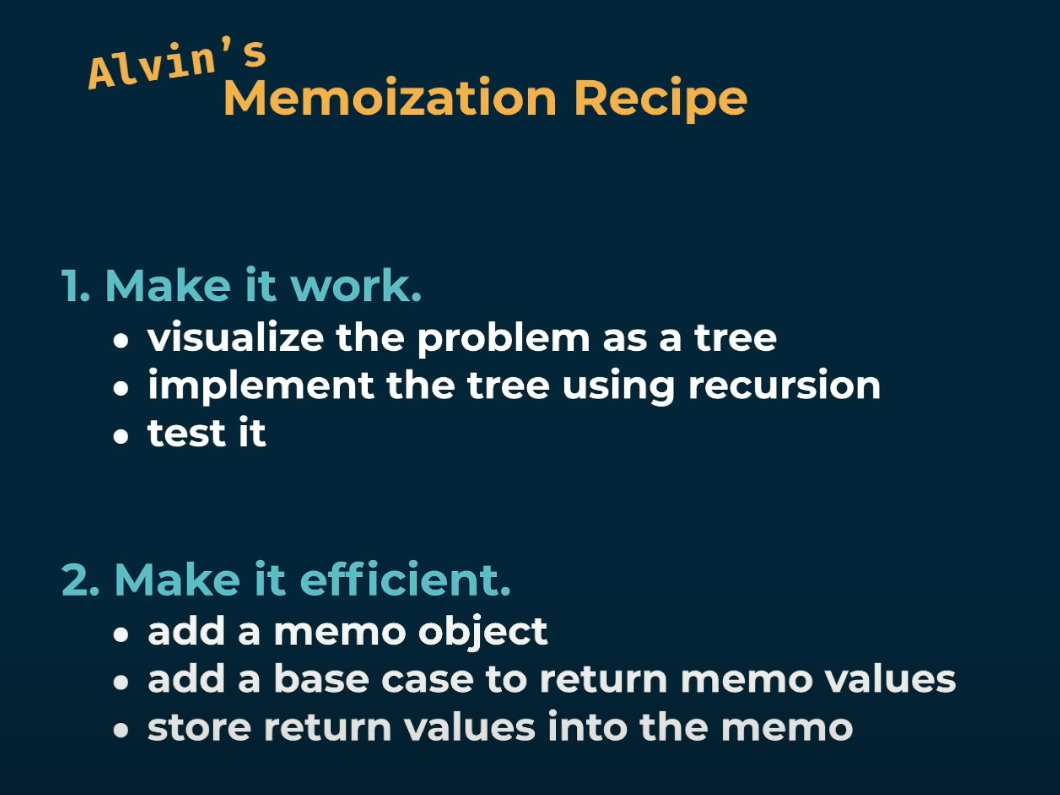 Alvin's
Memoization Recipe
1. Make it work.
• visualize the problem as a tree
• implement the tree using recursion
• test it
2. Make it efficient.
• add a memo object
• add a base case to return memo values
• store return values into the memo